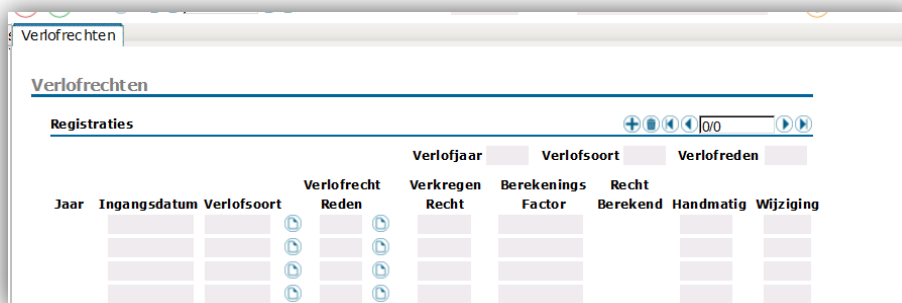 Verlofrechten
Verlofrechten
Registraties 0/0
Verlofjaar Verlofsoort Verlofreden
Verlofrecht Verkregen Berekenings Recht
Jaar Ingangsdatum Verlofsoort Reden Recht Factor Berekend Handmatig Wijziging